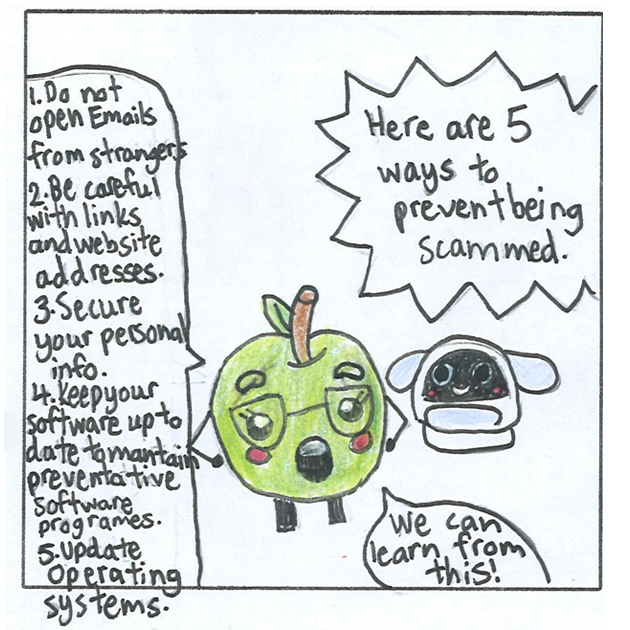 Here are 5
ways to
prevent being
scammed.
1. Do not
open Emails
from strangers
2. Be careful
with links
and website
addresses.
3. Secure
your personal
info.
4. Keep your
software up to
date to mantain
preventative
software
programes.
5. Update
Operating
systems.
We can
learn from
this!